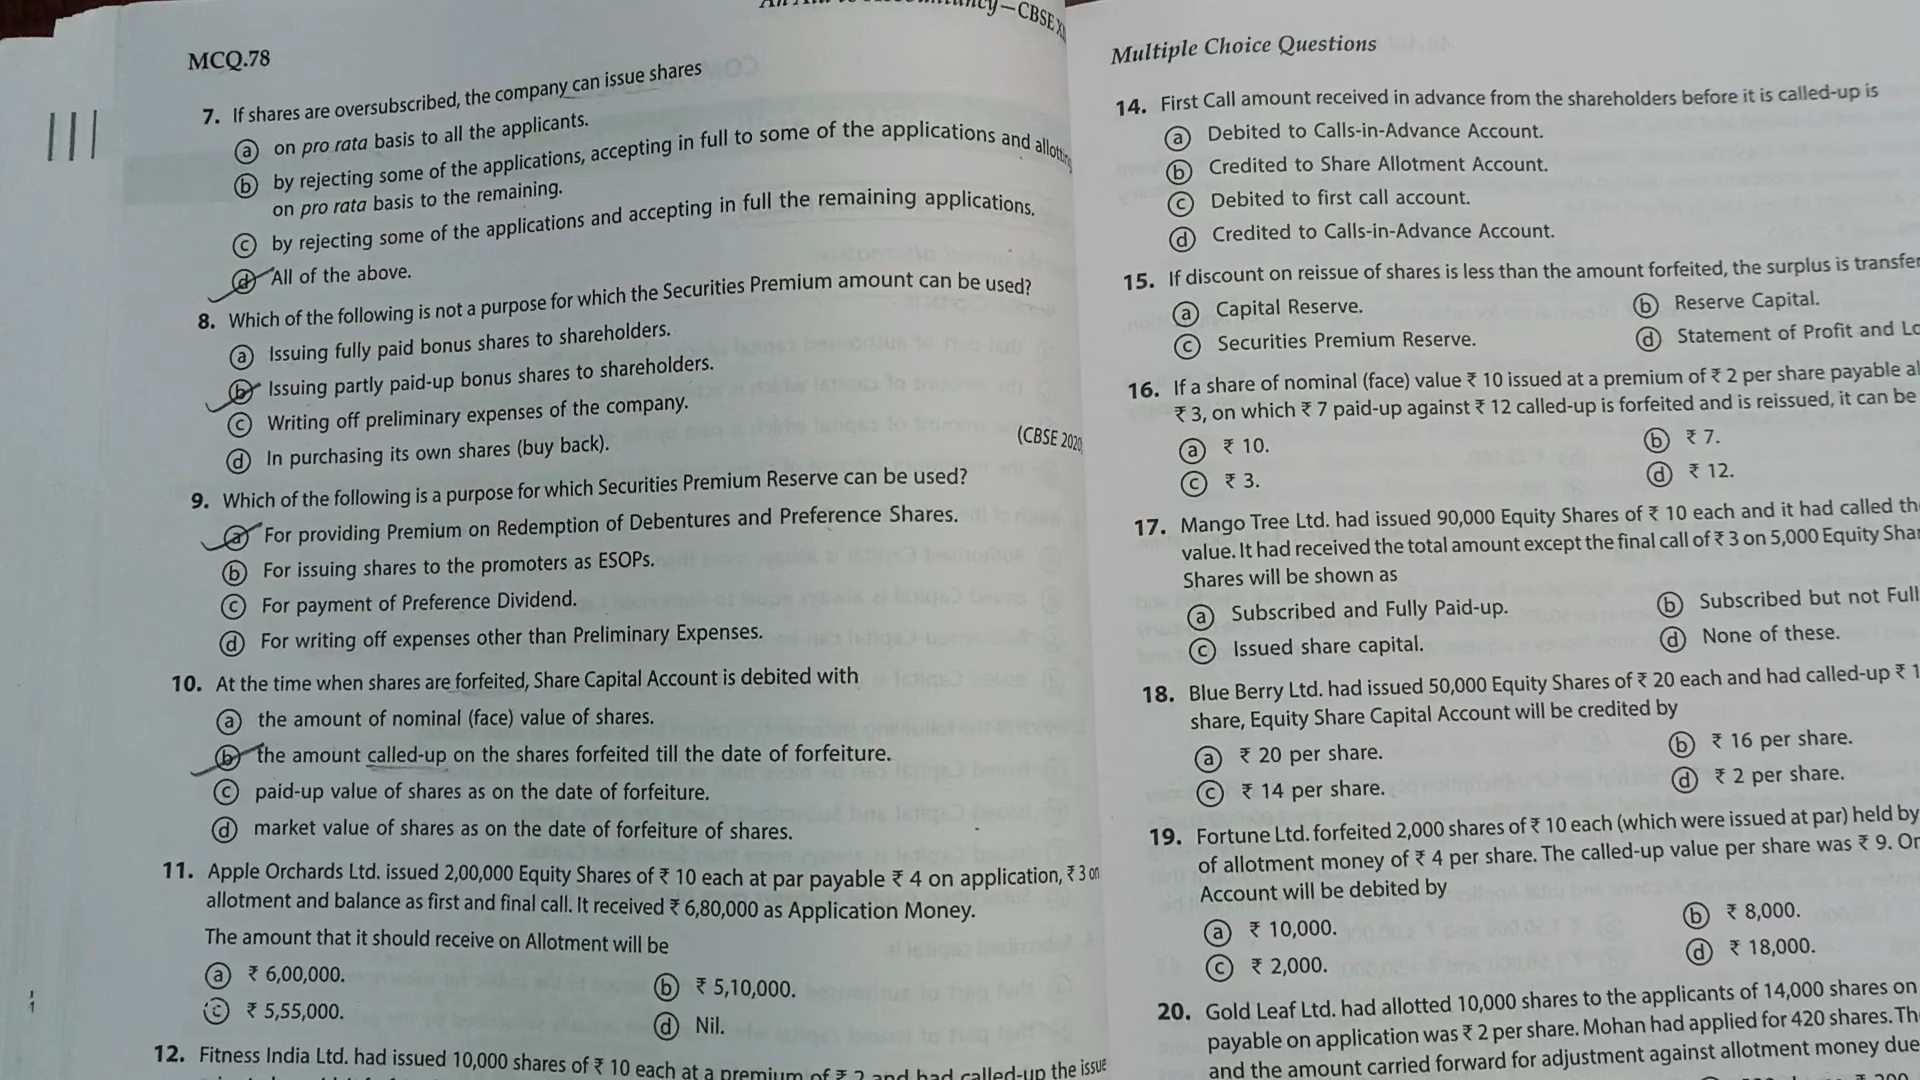 MCQ.78
7. If shares are oversubscribed, the company can issue shares
(a) on pro rata basis to all the applicants.
(b) by rejecting some of the applications, accepting in full to some of the applications and allotting
on pro rata basis to the remaining.
(c) by rejecting some of the applications and accepting in full the remaining applications.
(d) All of the above.
8. Which of the following is not a purpose for which the Securities Premium amount can be used?
(a) Issuing fully paid bonus shares to shareholders.
(b) Issuing partly paid-up bonus shares to shareholders.
(c) Writing off preliminary expenses of the company.
(d) In purchasing its own shares (buy back).
(CBSE 2020
9. Which of the following is a purpose for which Securities Premium Reserve can be used?
(a) For providing Premium on Redemption of Debentures and Preference Shares.
(b) For issuing shares to the promoters as ESOPs.
(c) For payment of Preference Dividend.
(d) For writing off expenses other than Preliminary Expenses.
10. At the time when shares are forfeited, Share Capital Account is debited with
(a) the amount of nominal (face) value of shares.
(b) the amount called-up on the shares forfeited till the date of forfeiture.
(c) paid-up value of shares as on the date of forfeiture.
(d) market value of shares as on the date of forfeiture of shares.
11. Apple Orchards Ltd. issued 2,00,000 Equity Shares of ₹ 10 each at par payable ₹ 4 on application, ₹ 3 on
allotment and balance as first and final call. It received ₹ 6,80,000 as Application Money.
The amount that it should receive on Allotment will be
(a) ₹ 6,00,000.
(b) ₹ 5,10,000.
(c) ₹ 5,55,000.
(d) Nil.
12. Fitness India Ltd. had issued 10,000 shares of ₹ 10 each at a premium of ₹ 2 and had called-up the issue
—CBSE
Multiple Choice Questions
14. First Call amount received in advance from the shareholders before it is called-up is
(a) Debited to Calls-in-Advance Account.
(b) Credited to Share Allotment Account.
(c) Debited to first call account.
(d) Credited to Calls-in-Advance Account.
15. If discount on reissue of shares is less than the amount forfeited, the surplus is transfer
(a) Capital Reserve.
(b) Reserve Capital.
(c) Securities Premium Reserve.
(d) Statement of Profit and Lo
16. If a share of nominal (face) value ₹ 10 issued at a premium of ₹ 2 per share payable al
₹ 3, on which ₹ 7 paid-up against ₹ 12 called-up is forfeited and is reissued, it can be
(a) ₹ 10.
(b) ₹ 7.
(c) ₹ 3.
(d) ₹ 12.
17. Mango Tree Ltd. had issued 90,000 Equity Shares of ₹ 10 each and it had called th
value. It had received the total amount except the final call of ₹ 3 on 5,000 Equity Shar
Shares will be shown as
(a) Subscribed and Fully Paid-up.
(b) Subscribed but not Full
(c) Issued share capital.
(d) None of these.
18. Blue Berry Ltd. had issued 50,000 Equity Shares of ₹ 20 each and had called-up ₹ 1
share, Equity Share Capital Account will be credited by
(a) ₹ 20 per share.
(b) ₹ 16 per share.
(c) ₹ 14 per share.
(d) ₹ 2 per share.
19. Fortune Ltd. forfeited 2,000 shares of ₹ 10 each (which were issued at par) held by
of allotment money of ₹ 4 per share. The called-up value per share was ₹ 9. Or
Account will be debited by
(a) ₹ 10,000.
(b) ₹ 8,000.
(c) ₹ 2,000.
(d) ₹ 18,000.
20. Gold Leaf Ltd. had allotted 10,000 shares to the applicants of 14,000 shares on
payable on application was ₹ 2 per share. Mohan had applied for 420 shares. Th
and the amount carried forward for adjustment against allotment money due